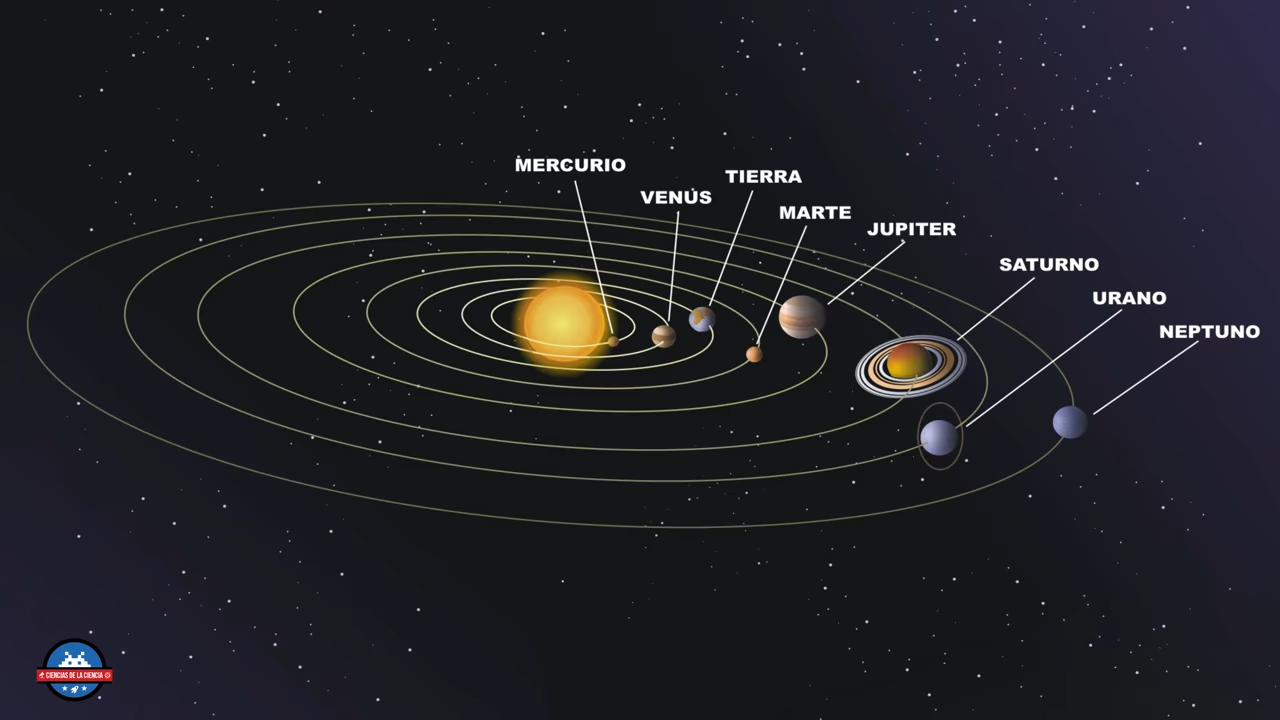 MERCURIO
VENUS
TIERRA
MARTE
JUPITER
SATURNO
URANO
NEPTUNO
CIENCIAS DE LA CIENCIA